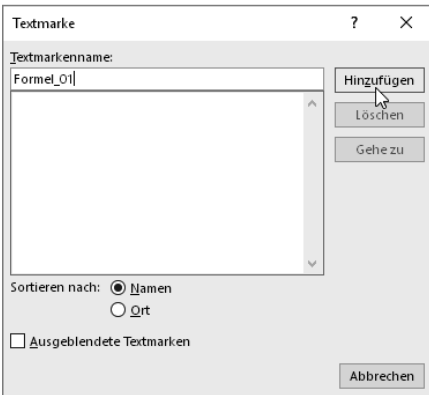 Textmarke ? ×
Textmarkenname:
Formel_01
Hinzufügen
Löschen
Gehe zu
Sortieren nach: Namen
Ort
Ausgeblendete Textmarken
Abbrechen